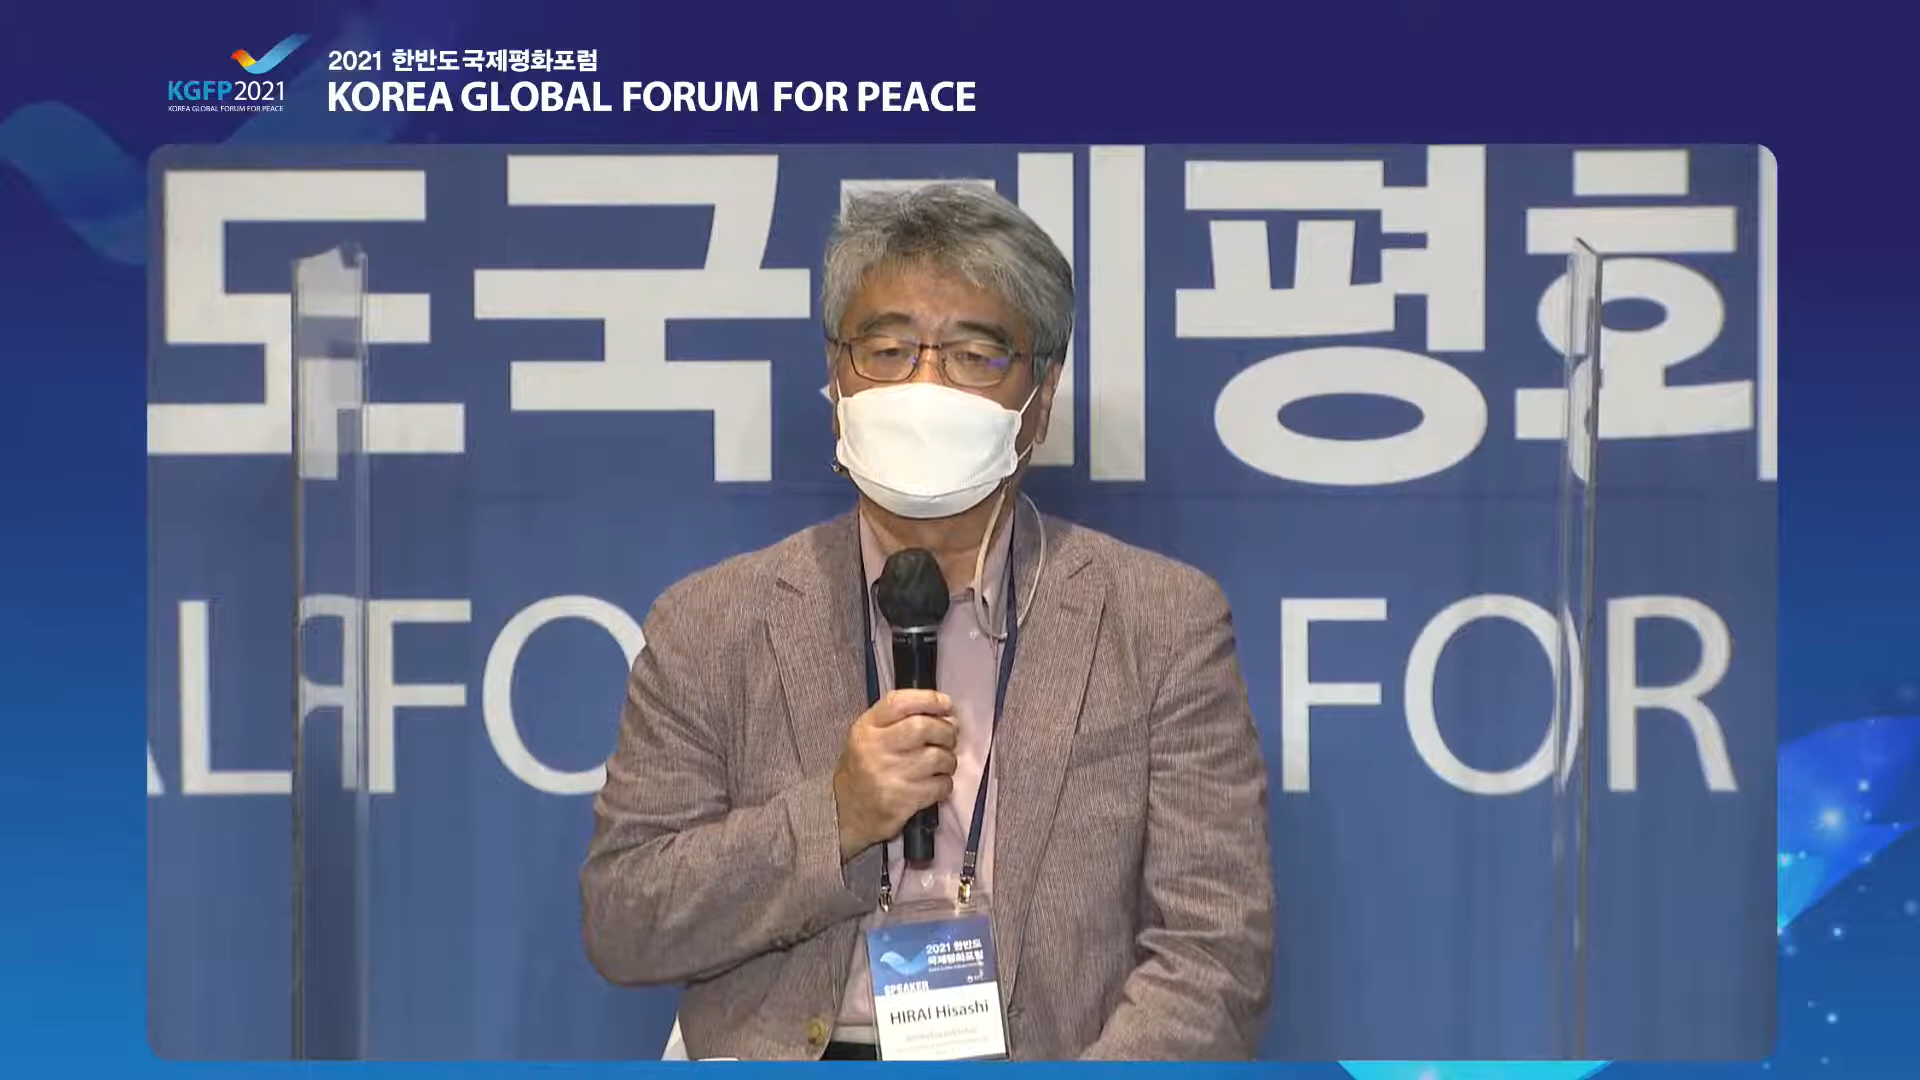 KGFP2021
KOREA GLOBAL FORUM FOR PEACE
2021 한반도국제평화포럼
KOREA GLOBAL FORUM FOR PEACE
도국제평화
AL FO FOR
2021 한반도
국제평화포럼
SPEAKER
HIRAI Hisashi